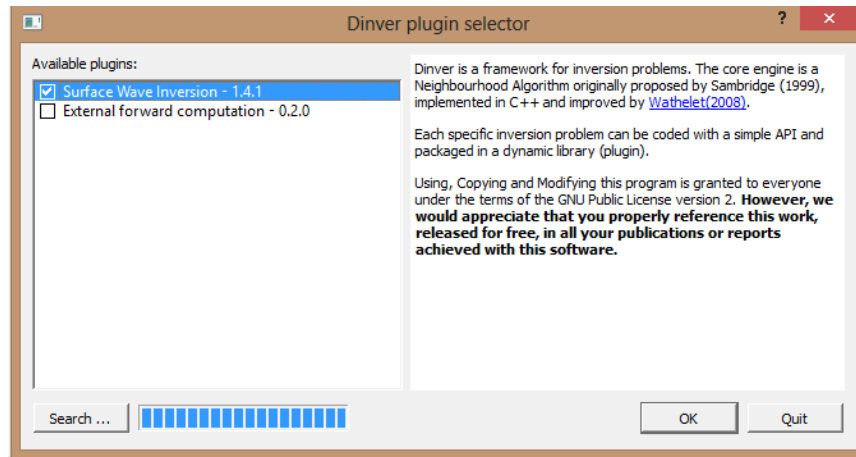 Dinver plugin selector
?
×
Available plugins:
Surface Wave Inversion - 1.4.1
External forward computation - 0.2.0
Dinver is a framework for inversion problems. The core engine is a
Neighbourhood Algorithm originally proposed by Sambridge (1999),
implemented in C++ and improved by Wathelet(2008).
Each specific inversion problem can be coded with a simple API and
packaged in a dynamic library (plugin).
Using, Copying and Modifying this program is granted to everyone
under the terms of the GNU Public License version 2. However, we
would appreciate that you properly reference this work,
released for free, in all your publications or reports
achieved with this software.
Search ...
OK
Quit